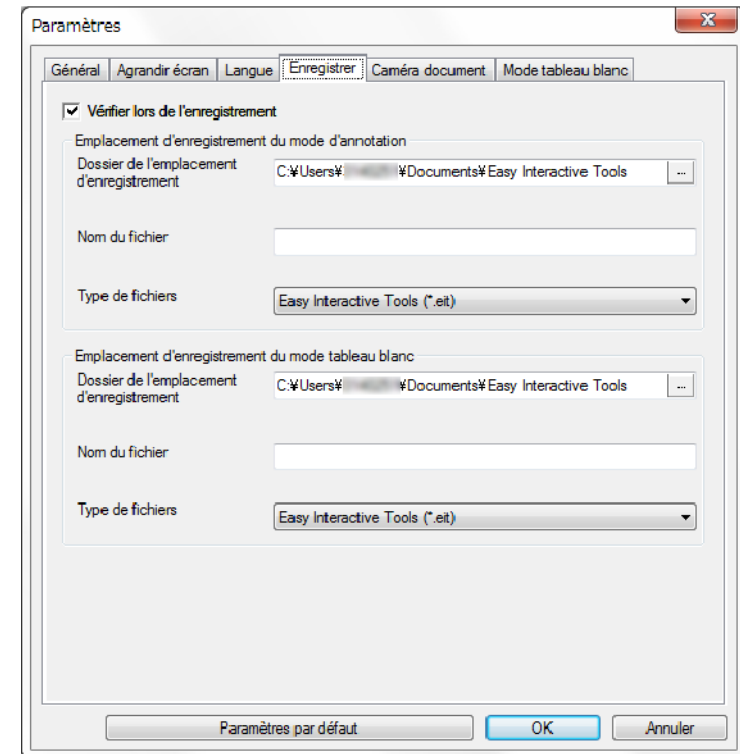 Paramètres
Général Agrandir écran Langue Enregistrer Caméra document Mode tableau blanc
Vérifier lors de l'enregistrement
Emplacement d'enregistrement du mode d'annotation
Dossier de l'emplacement
d'enregistrement
C:¥Users¥ ¥Documents¥Easy Interactive Tools ...
Nom du fichier
Type de fichiers Easy Interactive Tools (*.eit)
Emplacement d'enregistrement du mode tableau blanc
Dossier de l'emplacement
d'enregistrement
C:¥Users¥ ¥Documents¥Easy Interactive Tools ...
Nom du fichier
Type de fichiers Easy Interactive Tools (*.eit)
Paramètres par défaut OK Annuler